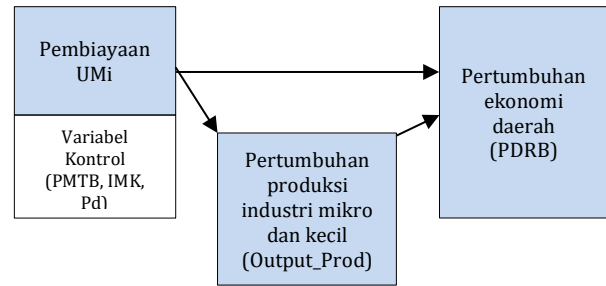 Pembiayaan
UMi
Variabel
Kontrol
(PMTB, IMK,
Pd)
Pertumbuhan
produksi
industri mikro
dan kecil
(Output_Prod)
Pertumbuhan
ekonomi
daerah
(PDRB)